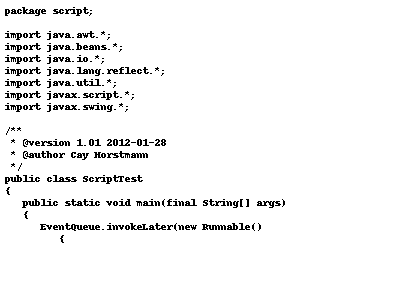 package script;

import java.awt.*;
import java.beans.*;
import java.io.*;
import java.lang.reflect.*;
import java.util.*;
import javax.script.*;
import javax.swing.*;

/**
 * @version 1.01 2012-01-28
 * @author Cay Horstmann
 */
public class ScriptTest
{
   public static void main(final String[] args)
   {
      EventQueue.invokeLater(new Runnable()
         {